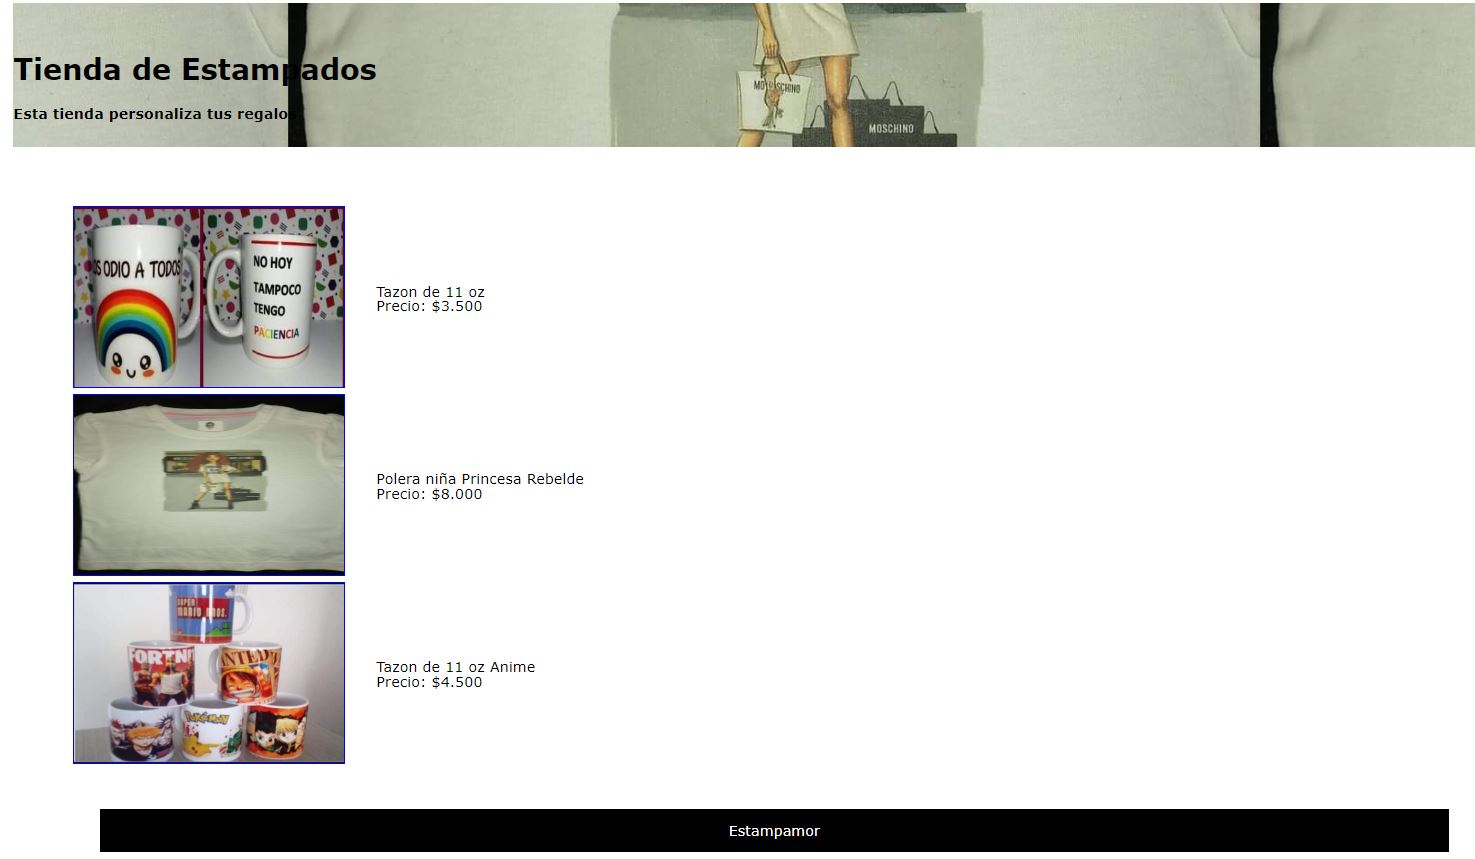 Tienda de Estampados
Esta tienda personaliza tus regalos
MOSCHINO
MOSCHINO
OS ODIO A TODOS
NO HOY
TAMPOCO
TENGO
PACIENCIA
Tazon de 11 oz
Precio: $3.500
Polera niña Princesa Rebelde
Precio: $8.000
SUPER
MARIO BROS.
FORTNI
ANTED
POKÉMON
Tazon de 11 oz Anime
Precio: $4.500
Estampamor